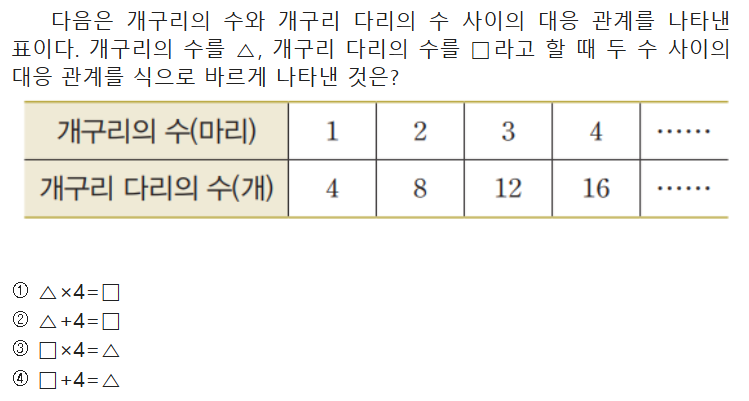 다음은 개구리의 수와 개구리 다리의 수 사이의 대응 관계를 나타낸
표이다. 개구리의 수를 △, 개구리 다리의 수를 □라고 할 때 두 수 사이의
대응 관계를 식으로 바르게 나타낸 것은?
개구리의 수(마리) 1 2 3 4 ……
개구리 다리의 수(개) 4 8 12 16 ……
① △×4=□
② △+4=□
③ □×4=△
④ □+4=△